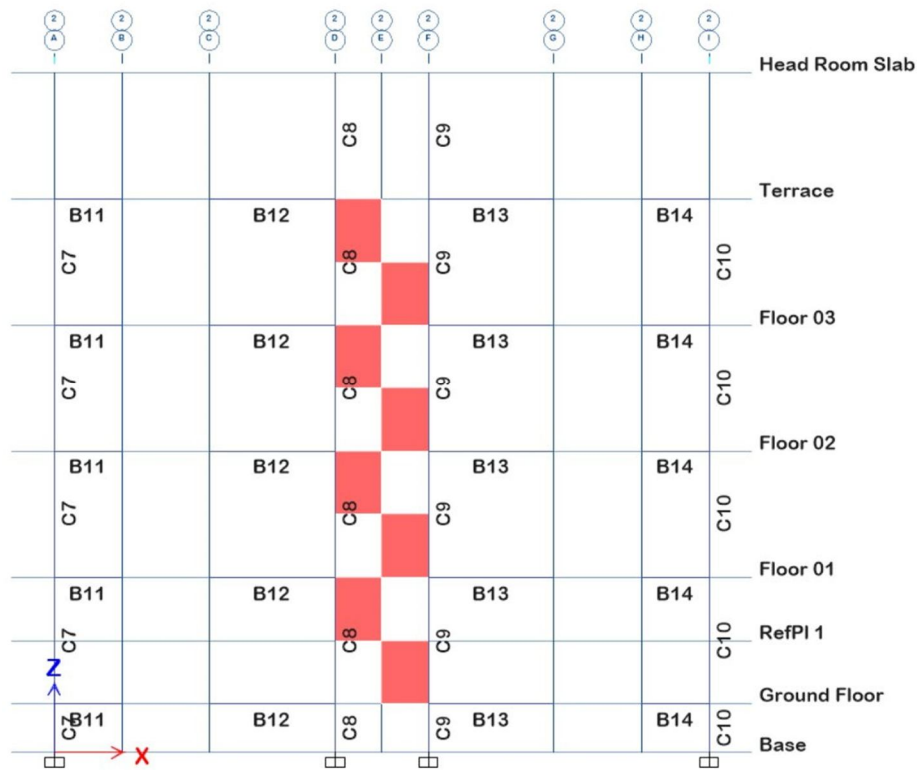 2 2 2 2 2 2 2 2 2
A B C D E F G H I
Head Room Slab
C8 C9
Terrace
B11 B12 B13 B14
C7 C8 C9 C10
Floor 03
B11 B12 B13 B14
C7 C8 C9 C10
Floor 02
B11 B12 B13 B14
C7 C8 C9 C10
Floor 01
B11 B12 B13 B14
RefPl 1
C7 C8 C9 C10
Z
Ground Floor
B11 B12 B13 B14
C7 C8 C9 C10
Base
X